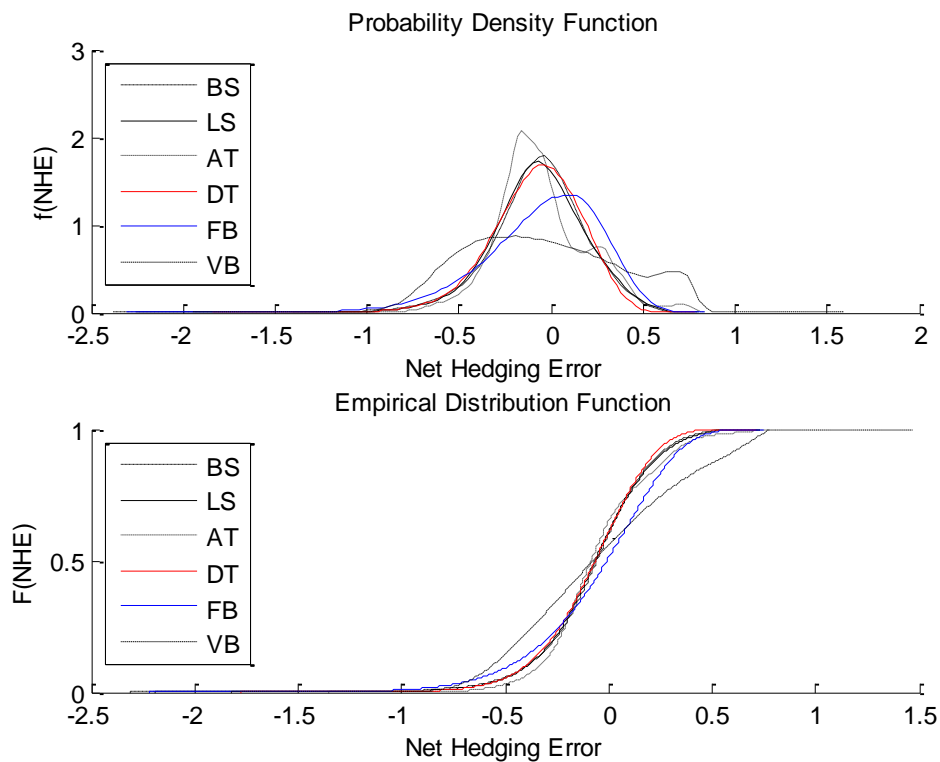 Probability Density Function
3
2
1
0
f(NHE)
BS
LS
AT
DT
FB
VB
-2.5 -2 -1.5 -1 -0.5 0 0.5 1 1.5 2
Net Hedging Error
Empirical Distribution Function
1
0.5
0
F(NHE)
BS
LS
AT
DT
FB
VB
-2.5 -2 -1.5 -1 -0.5 0 0.5 1 1.5
Net Hedging Error